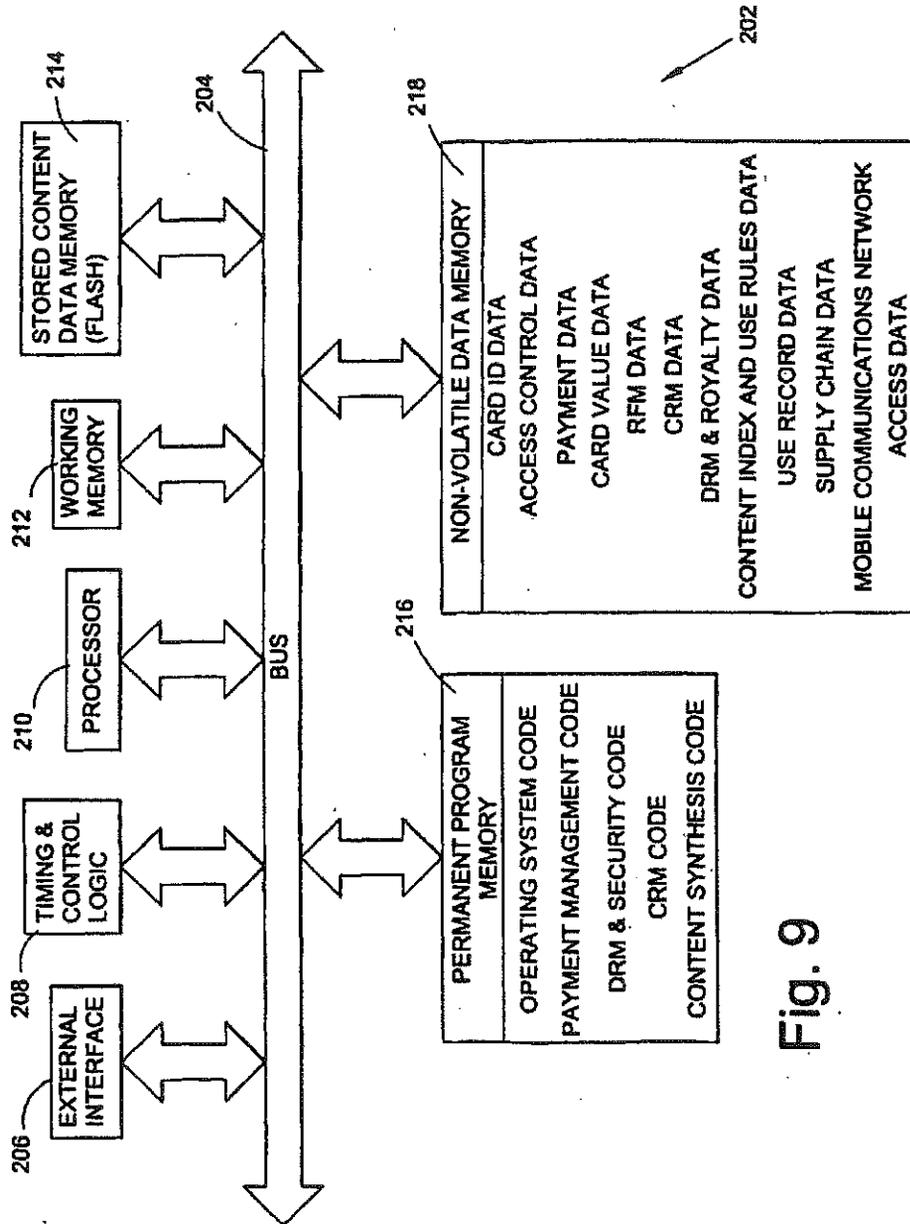 206
EXTERNAL
INTERFACE
208
TIMING &
CONTROL
LOGIC
210
PROCESSOR
212
WORKING
MEMORY
214
STORED CONTENT
DATA MEMORY
(FLASH)
204
BUS
216
PERMANENT PROGRAM
MEMORY
OPERATING SYSTEM CODE
PAYMENT MANAGEMENT CODE
DRM & SECURITY CODE
CRM CODE
CONTENT SYNTHESIS CODE
218
NON-VOLATILE DATA MEMORY
CARD ID DATA
ACCESS CONTROL DATA
PAYMENT DATA
CARD VALUE DATA
RFM DATA
CRM DATA
DRM & ROYALTY DATA
CONTENT INDEX AND USE RULES DATA
USE RECORD DATA
SUPPLY CHAIN DATA
MOBILE COMMUNICATIONS NETWORK
ACCESS DATA
202
Fig. 9